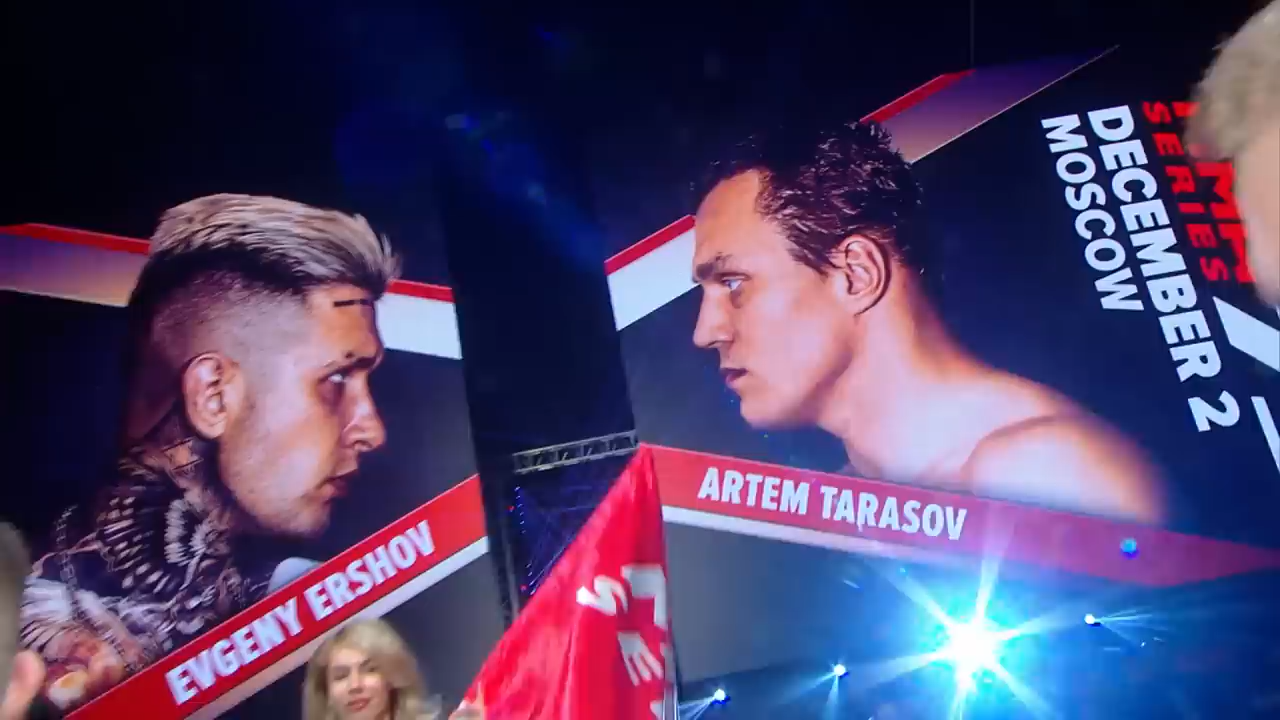 EVGENY ERSHOV
ARTEM TARASOV
SERIES
DECEMBER 2
MOSCOW